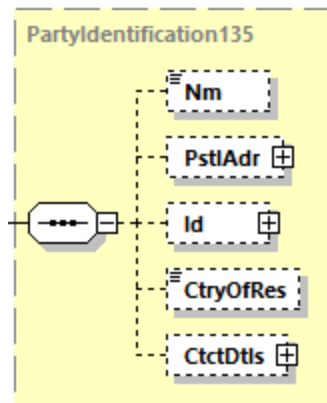 PartyIdentification135
Nm
PstlAdr
Id
CtryOfRes
CtctDtls